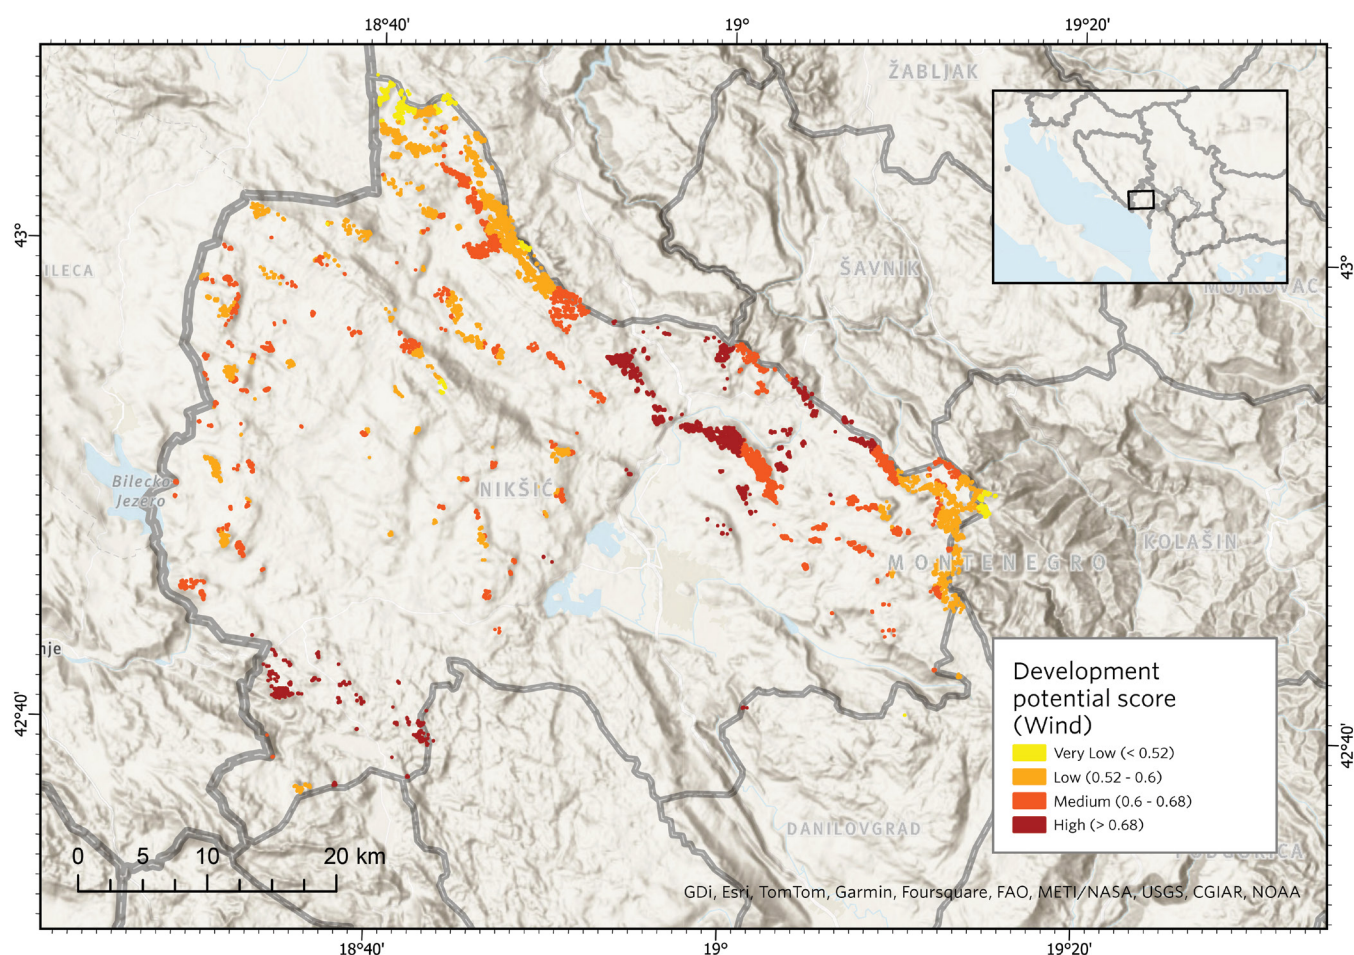 18°40'
19°
19°20'
ŽABLJAK
43°
ILECA
ŠAVNIK
43°
MOJKOVAC
Bilecko
Jezero
NIKŠIĆ
KOLAŠIN
MONTENEGRO
nje
42°40'
42°40'
Development
potential score
(Wind)
Very Low (< 0.52)
Low (0.52 - 0.6)
Medium (0.6 - 0.68)
High (> 0.68)
DANILOVGRAD
PODGORICA
0 5 10 20 km
GDi, Esri, TomTom, Garmin, Foursquare, FAO, METI/NASA, USGS, CGIAR, NOAA
18°40'
19°
19°20'